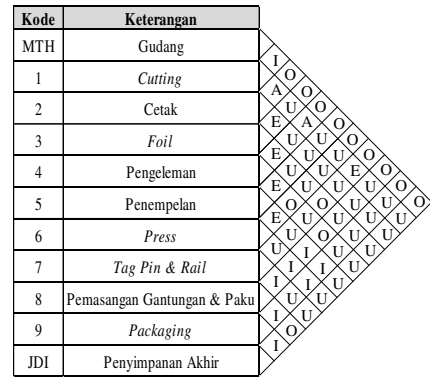 Kode Keterangan
MTH Gudang
1 Cutting
2 Cetak
3 Foil
4 Pengeleman
5 Penempelan
6 Press
7 Tag Pin & Rail
8 Pemasangan Gantungan & Paku
9 Packaging
JDI Penyimpanan Akhir
I
O
A O
U O
E A O
U U O
E U U O
U U E O
E U U U O
O O U U O
E U U U U
U O U U
U U U U
I I U
I I U
U U
I U
O
I